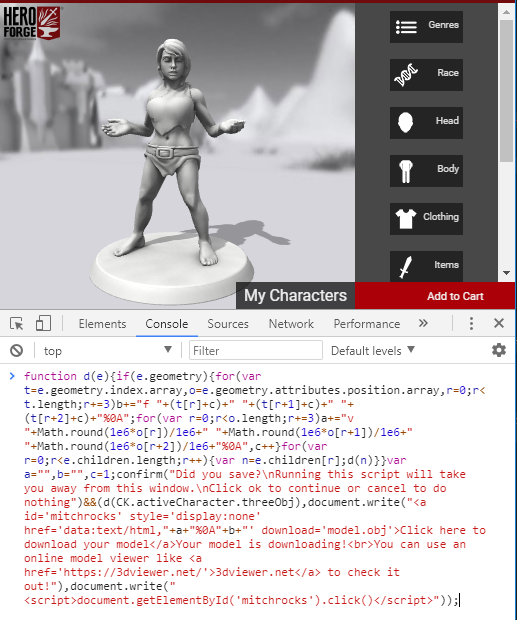 HERO
FORGE
Genres
Race
Head
Body
Clothing
Items
My Characters
Add to Cart
Elements Console Sources Network Performance »
top ▼ Filter Default levels ▼
> function d(e){if(e.geometry){for(var
t=e.geometry.index.array,o=e.geometry.attributes.position.array,r=0;r<
t.length;r+=3)b+="f "+(t[r]+c)+" "+(t[r+1]+c)+" "+
(t[r+2]+c)+"%0A";for(var r=0;r<o.length;r+=3)a+="v
"+Math.round(1e6*o[r])/1e6+" "+Math.round(1e6*o[r+1])/1e6+"
"+Math.round(1e6*o[r+2])/1e6+"%0A",c++}for(var
r=0;r<e.children.length;r++){var n=e.children[r];d(n)}}var
a="",b="",c=1;confirm("Did you save?\nRunning this script will take
you away from this window.\nClick ok to continue or cancel to do
nothing")&&(d(CK.activeCharacter.threeObj),document.write("<a
id='mitchrocks' style='display:none'
href='data:text/html,"+a+"%0A"+b+"' download='model.obj'>Click here to
download your model</a>Your model is downloading!<br>You can use an
online model viewer like <a
href='https://3dviewer.net/'>3dviewer.net</a> to check it
out!"),document.write("
<script>document.getElementById('mitchrocks').click()</script>"));